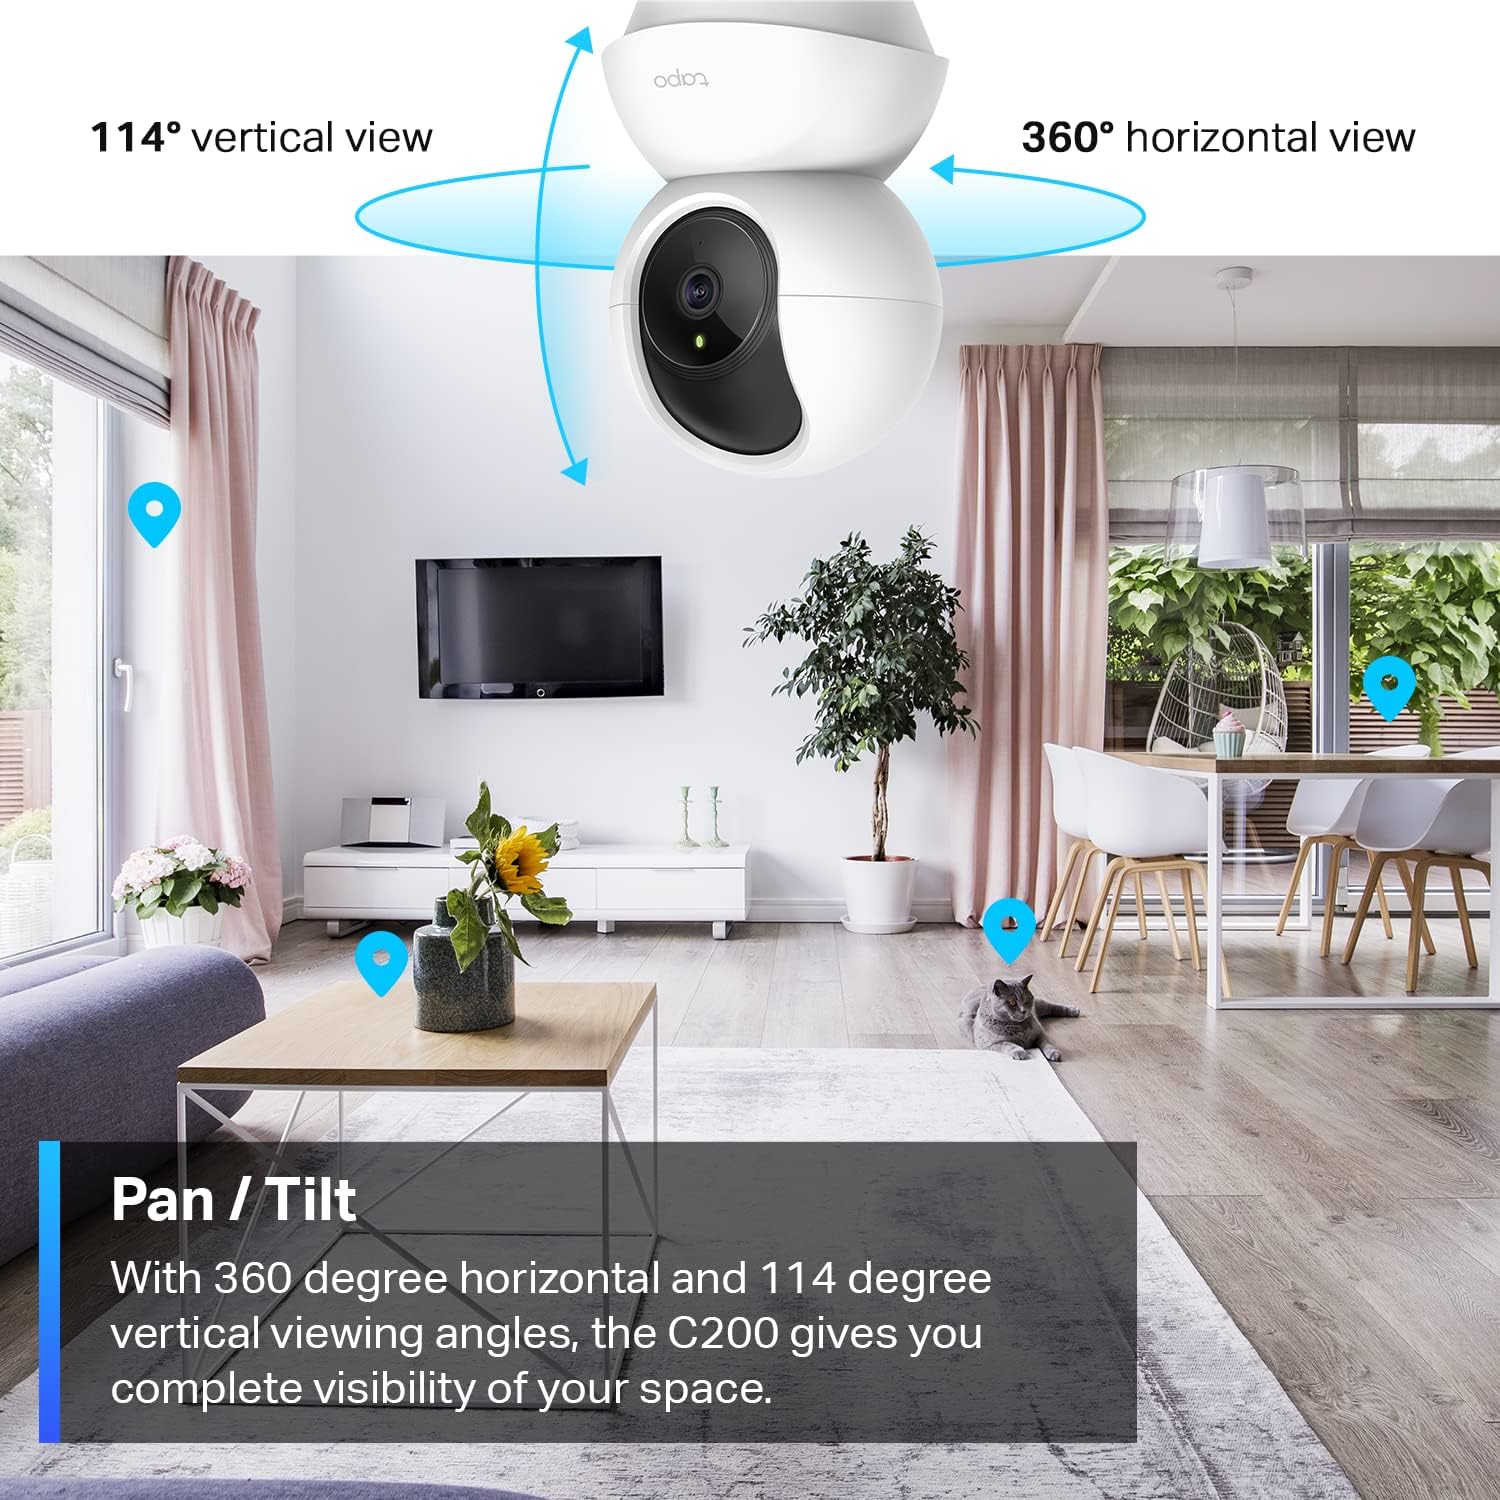 tapo
114° vertical view
360° horizontal view
Pan / Tilt
With 360 degree horizontal and 114 degree
vertical viewing angles, the C200 gives you
complete visibility of your space.